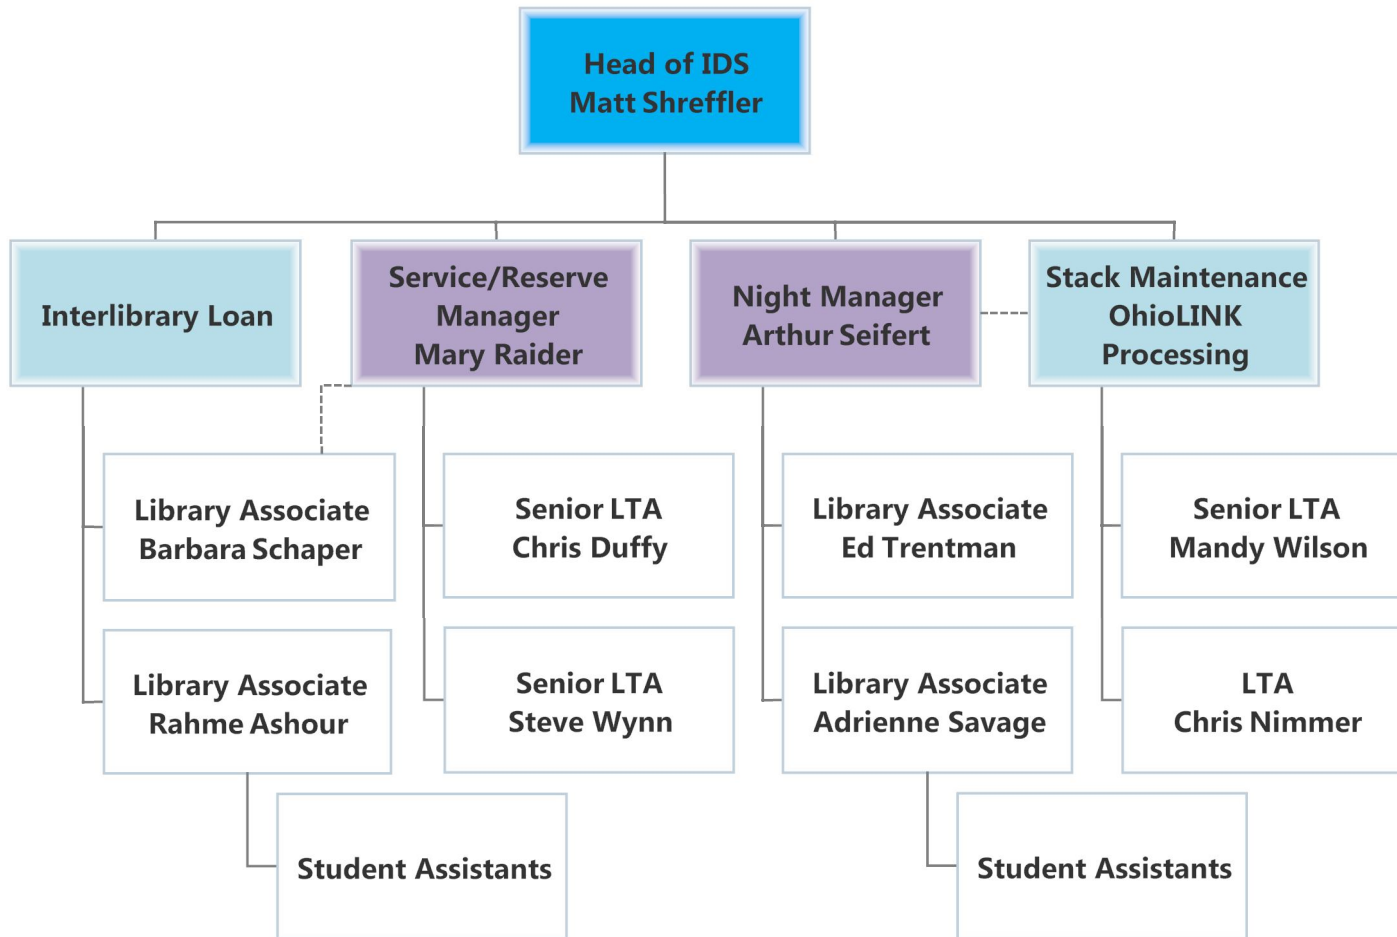 Head of IDS
Matt Shreffler
Interlibrary Loan
Service/Reserve
Manager
Mary Raider
Night Manager
Arthur Seifert
Stack Maintenance
OhioLINK
Processing
Library Associate
Barbara Schaper
Senior LTA
Chris Duffy
Library Associate
Ed Trentman
Senior LTA
Mandy Wilson
Library Associate
Rahme Ashour
Senior LTA
Steve Wynn
Library Associate
Adrienne Savage
LTA
Chris Nimmer
Student Assistants
Student Assistants